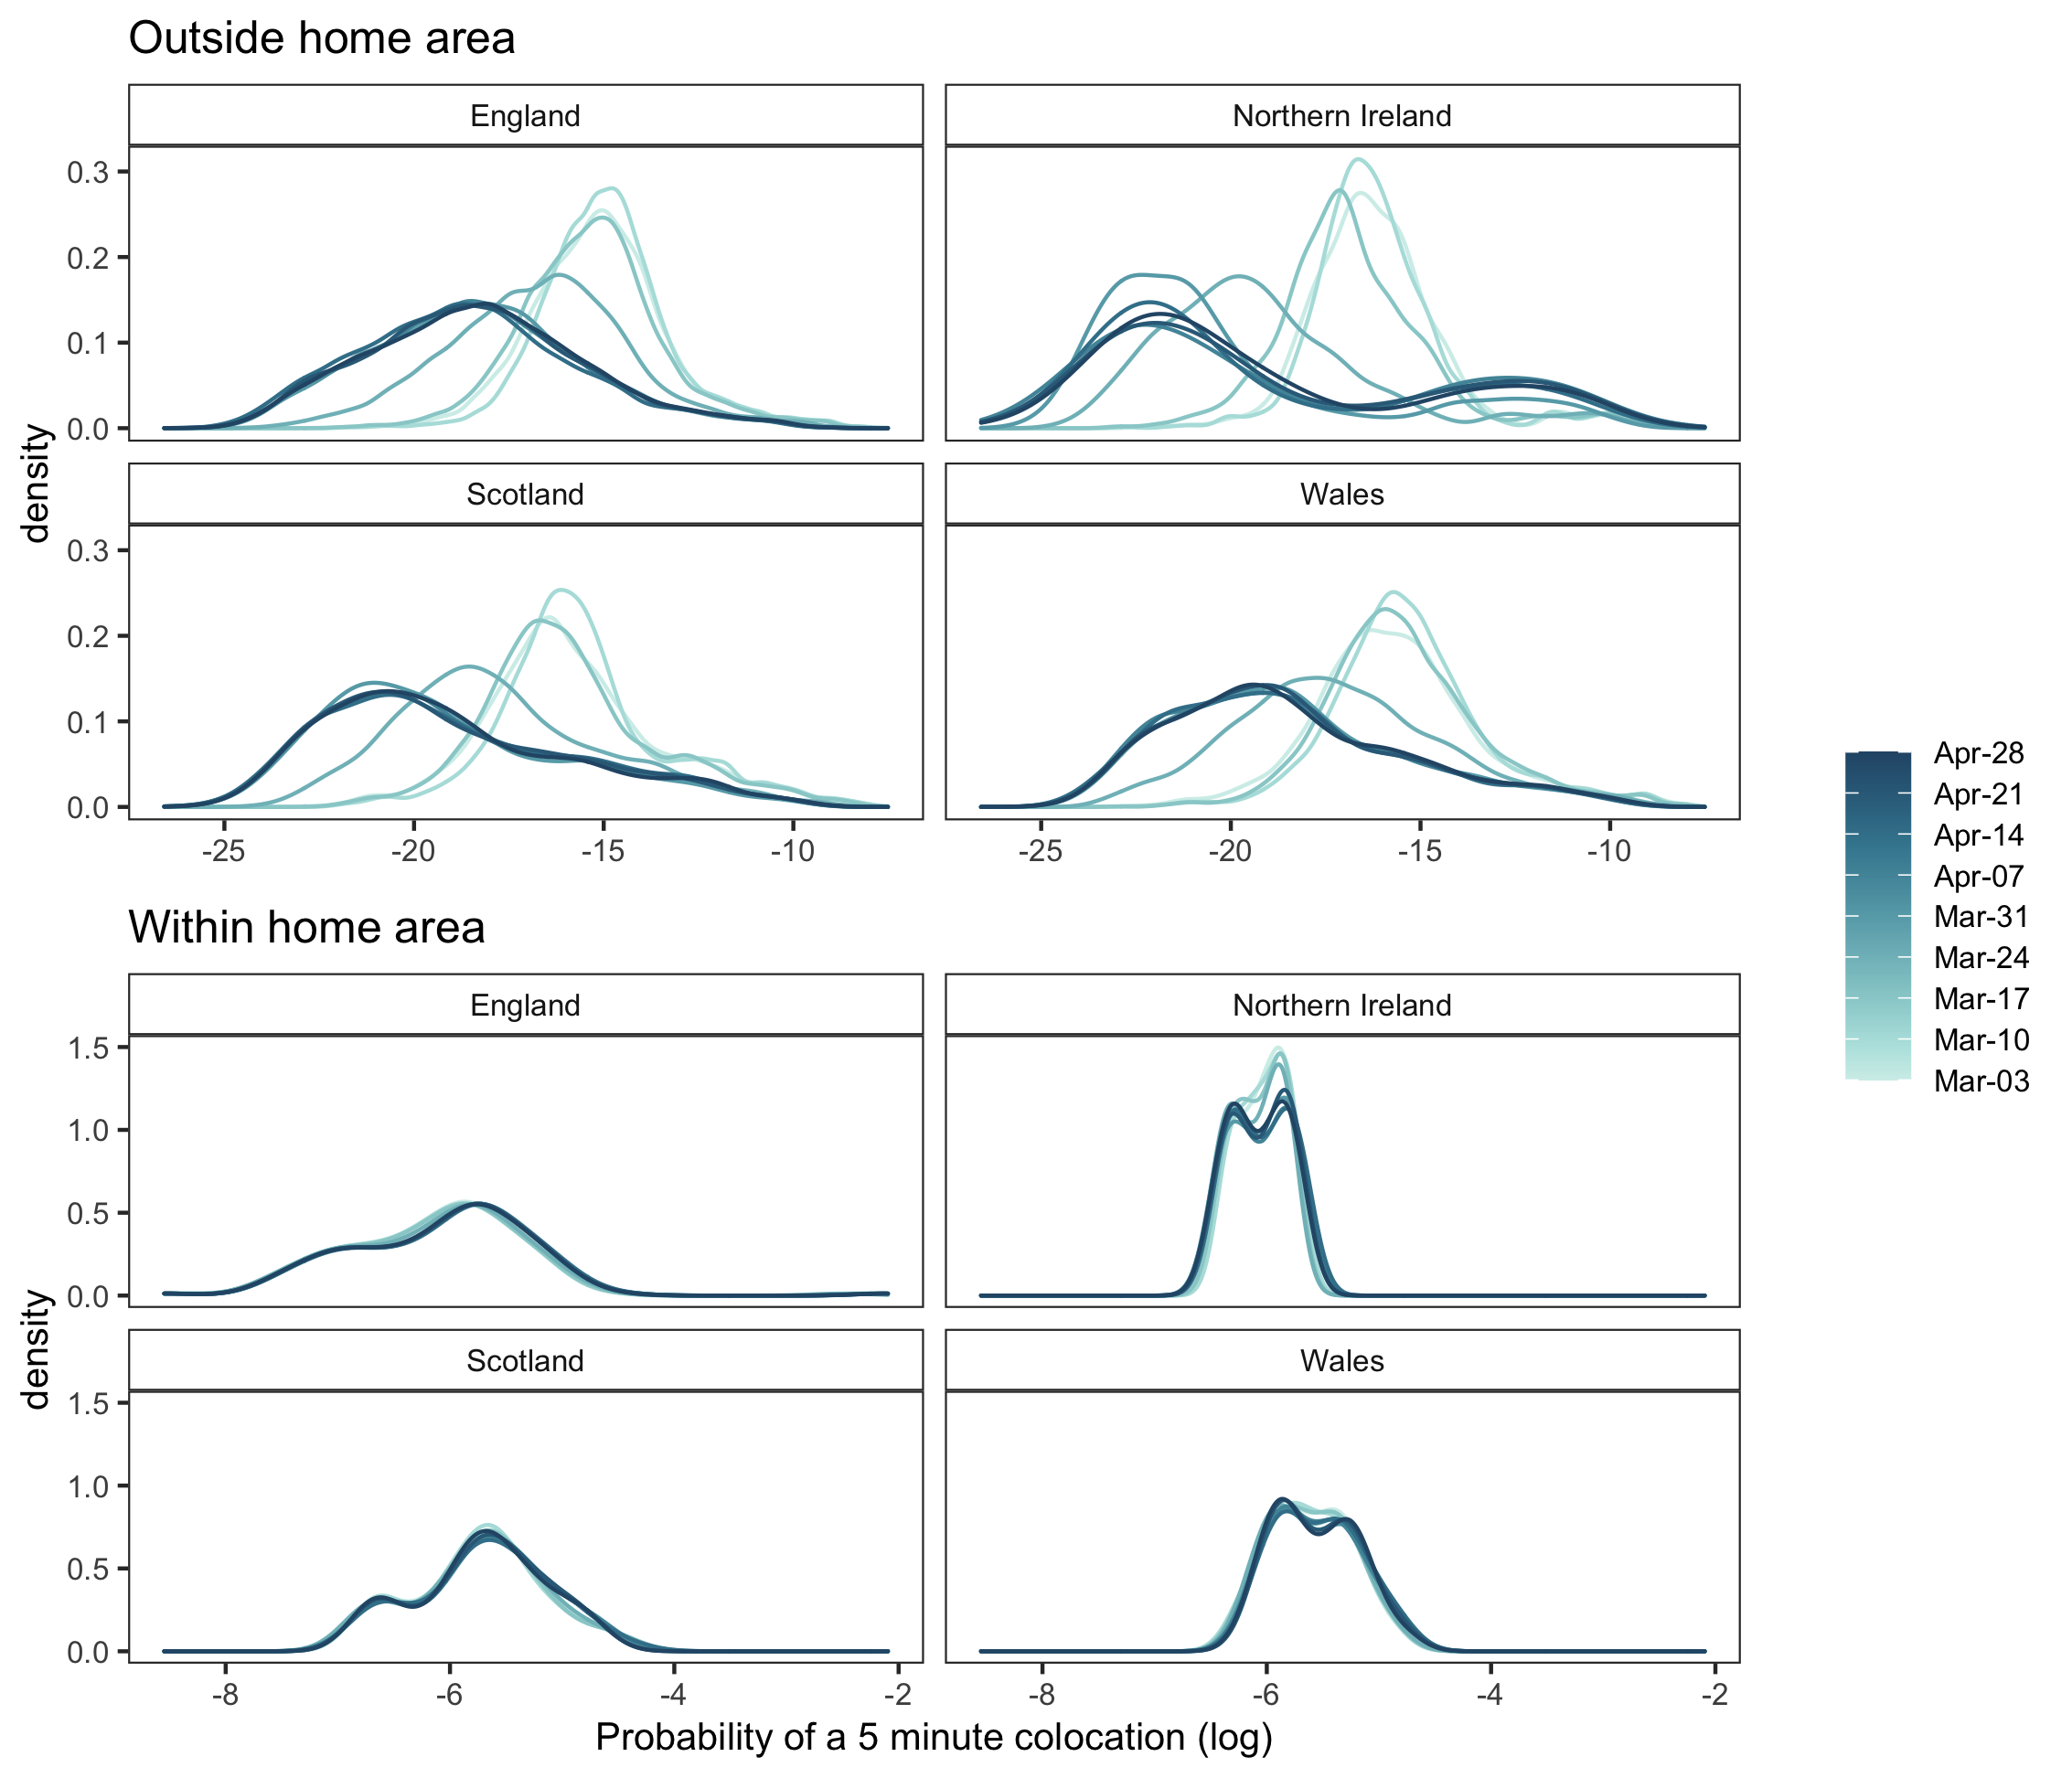 Outside home area
England
Northern Ireland
0.3
0.2
0.1
0.0
density
Scotland
Wales
0.3
0.2
0.1
0.0
-25 -20 -15 -10
-25 -20 -15 -10
Within home area
England
Northern Ireland
1.5
1.0
0.5
0.0
density
Scotland
Wales
1.5
1.0
0.5
0.0
-8 -6 -4 -2
-8 -6 -4 -2
Probability of a 5 minute colocation (log)
Apr-28
Apr-21
Apr-14
Apr-07
Mar-31
Mar-24
Mar-17
Mar-10
Mar-03